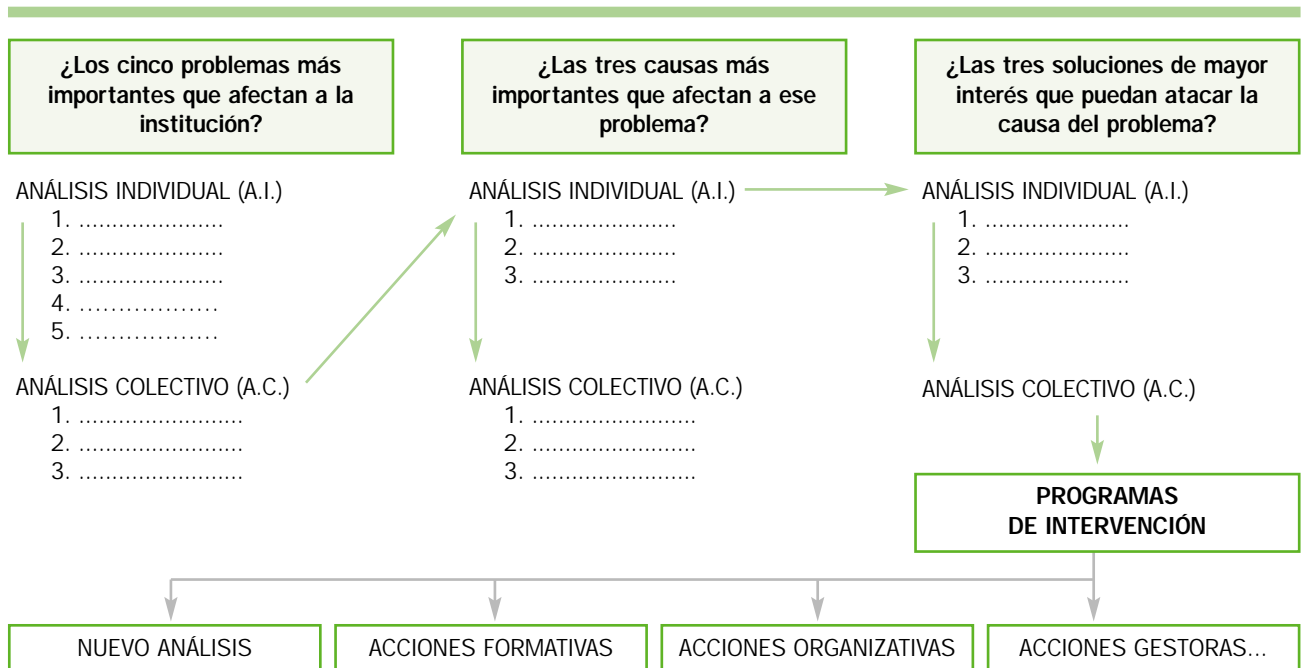 ¿Los cinco problemas más
importantes que afectan a la
institución?
ANÁLISIS INDIVIDUAL (A.I.)
1. ......................
2. ......................
3. ......................
4. ..................
5. ..................
ANÁLISIS COLECTIVO (A.C.)
1. .........................
2. .........................
3. .........................
¿Las tres causas más
importantes que afectan a ese
problema?
ANÁLISIS INDIVIDUAL (A.I.)
1. ......................
2. ......................
3. ......................
ANÁLISIS COLECTIVO (A.C.)
1. .........................
2. .........................
3. .........................
¿Las tres soluciones de mayor
interés que puedan atacar la
causa del problema?
ANÁLISIS INDIVIDUAL (A.I.)
1. ......................
2. ......................
3. ......................
ANÁLISIS COLECTIVO (A.C.)
PROGRAMAS
DE INTERVENCIÓN
NUEVO ANÁLISIS
ACCIONES FORMATIVAS
ACCIONES ORGANIZATIVAS
ACCIONES GESTORAS...